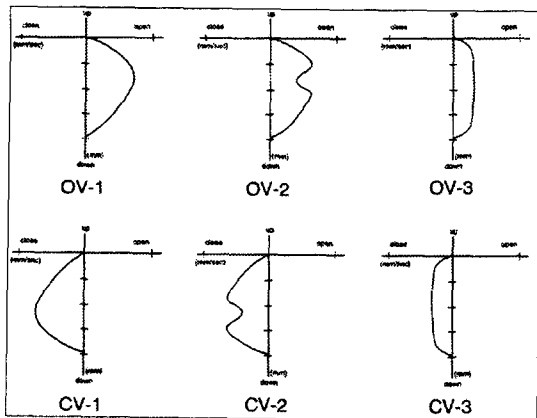 up up up
close open close open close open
(mm/sec) (mm/sec) (mm/sec)
(mm) (mm) (mm)
down down down
OV-1 OV-2 OV-3
up up up
close open close open close open
(mm/sec) (mm/sec) (mm/sec)
(mm) (mm) (mm)
down down down
CV-1 CV-2 CV-3